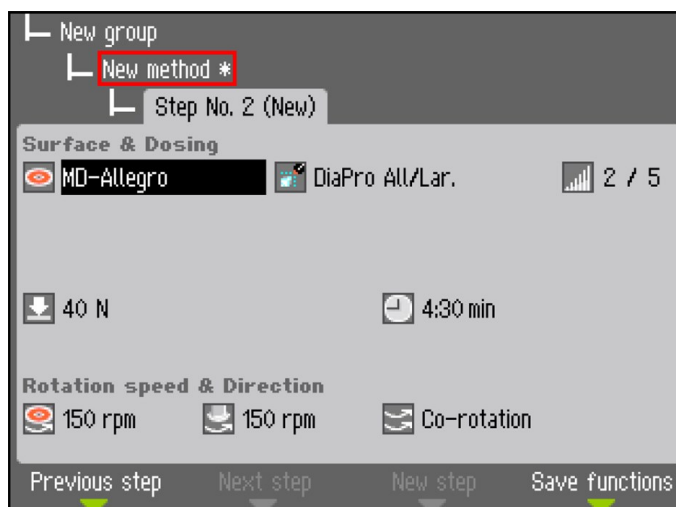 New group
New method *
Step No. 2 (New)
Surface & Dosing
MD-Allegro DiaPro All/Lar. 2 / 5
40 N 4:30 min
Rotation speed & Direction
150 rpm 150 rpm Co-rotation
Previous step Next step New step Save functions